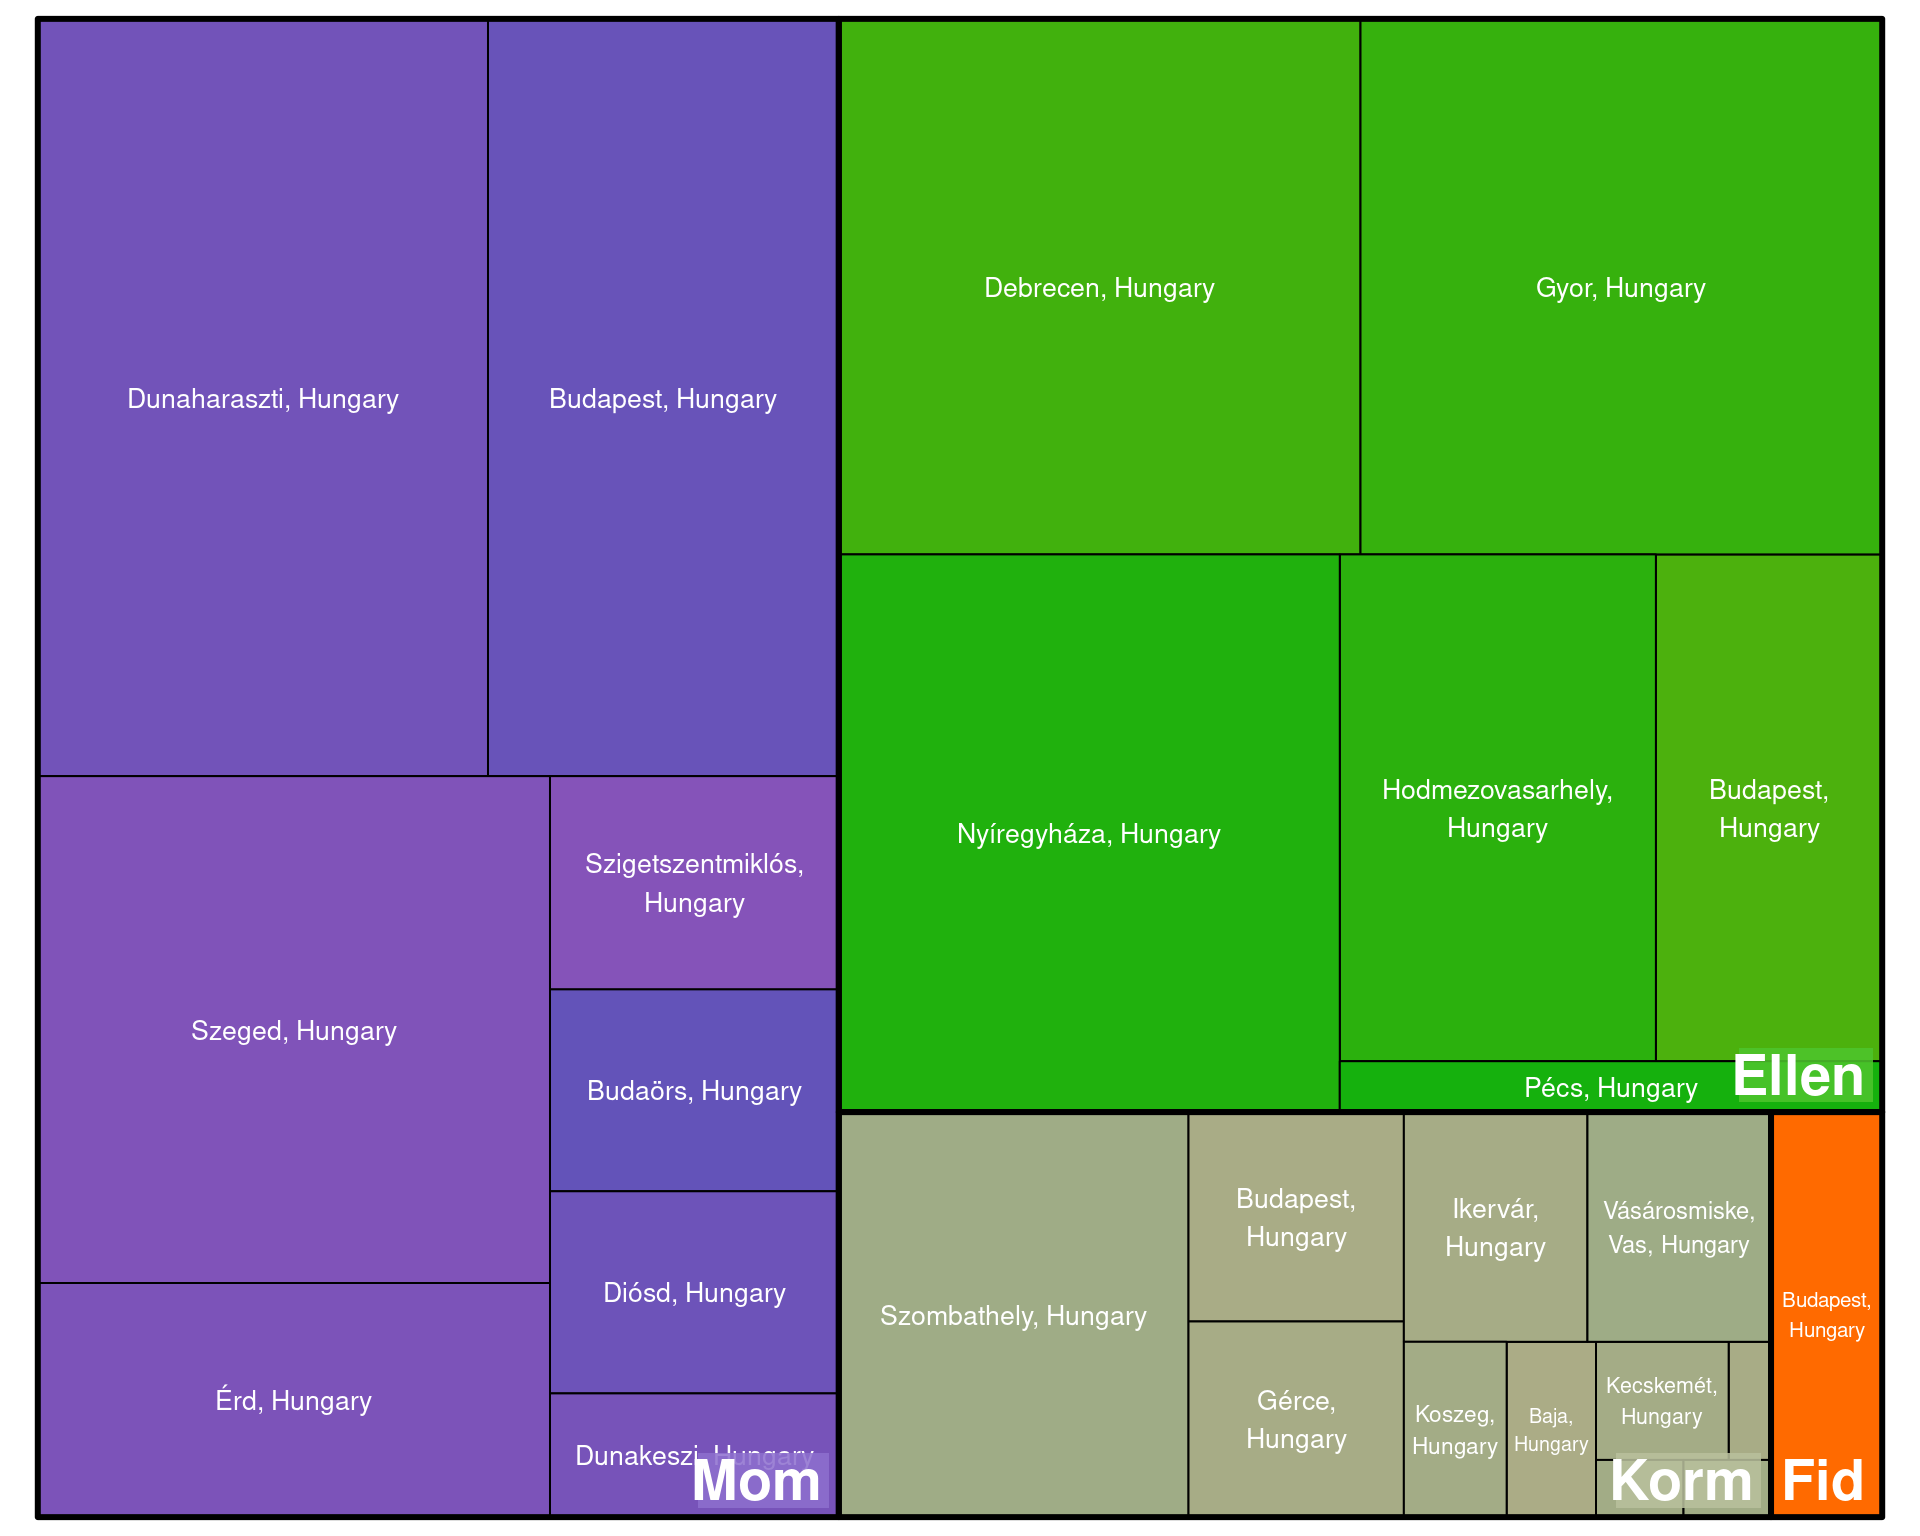 Dunaharaszti, Hungary
Budapest, Hungary
Szeged, Hungary
Szigetszentmiklós,
Hungary
Budaörs, Hungary
Diósd, Hungary
Érd, Hungary
Dunakeszi, Hungary
Mom
Debrecen, Hungary
Gyor, Hungary
Nyíregyháza, Hungary
Hodmezovasarhely,
Hungary
Budapest,
Hungary
Pécs, Hungary
Ellen
Szombathely, Hungary
Budapest,
Hungary
Gérce,
Hungary
Ikervár,
Hungary
Vásárosmiske,
Vas, Hungary
Koszeg,
Hungary
Baja,
Hungary
Kecskemét,
Hungary
Korm
Budapest,
Hungary
Fid